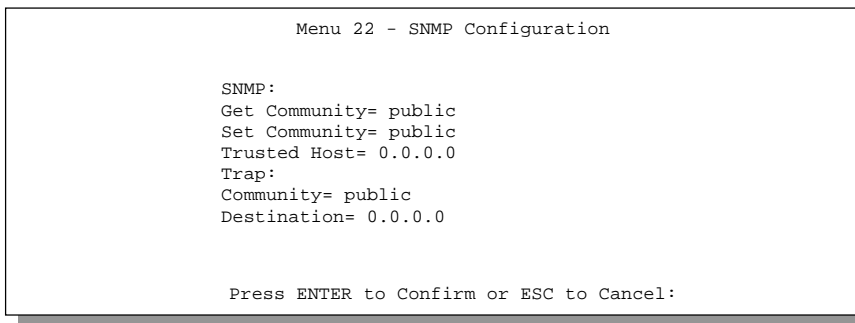 Menu 22 - SNMP Configuration
SNMP:
Get Community= public
Set Community= public
Trusted Host= 0.0.0.0
Trap:
Community= public
Destination= 0.0.0.0
Press ENTER to Confirm or ESC to Cancel: